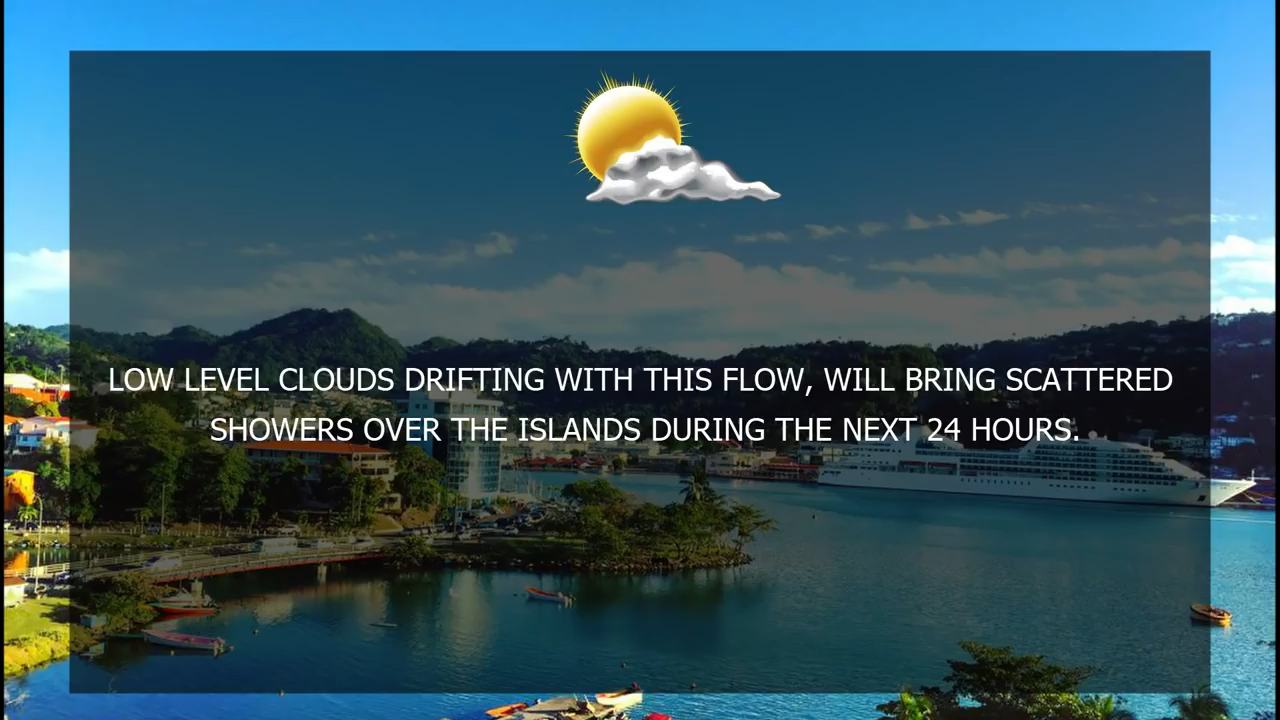 LOW LEVEL CLOUDS DRIFTING WITH THIS FLOW, WILL BRING SCATTERED
SHOWERS OVER THE ISLANDS DURING THE NEXT 24 HOURS.